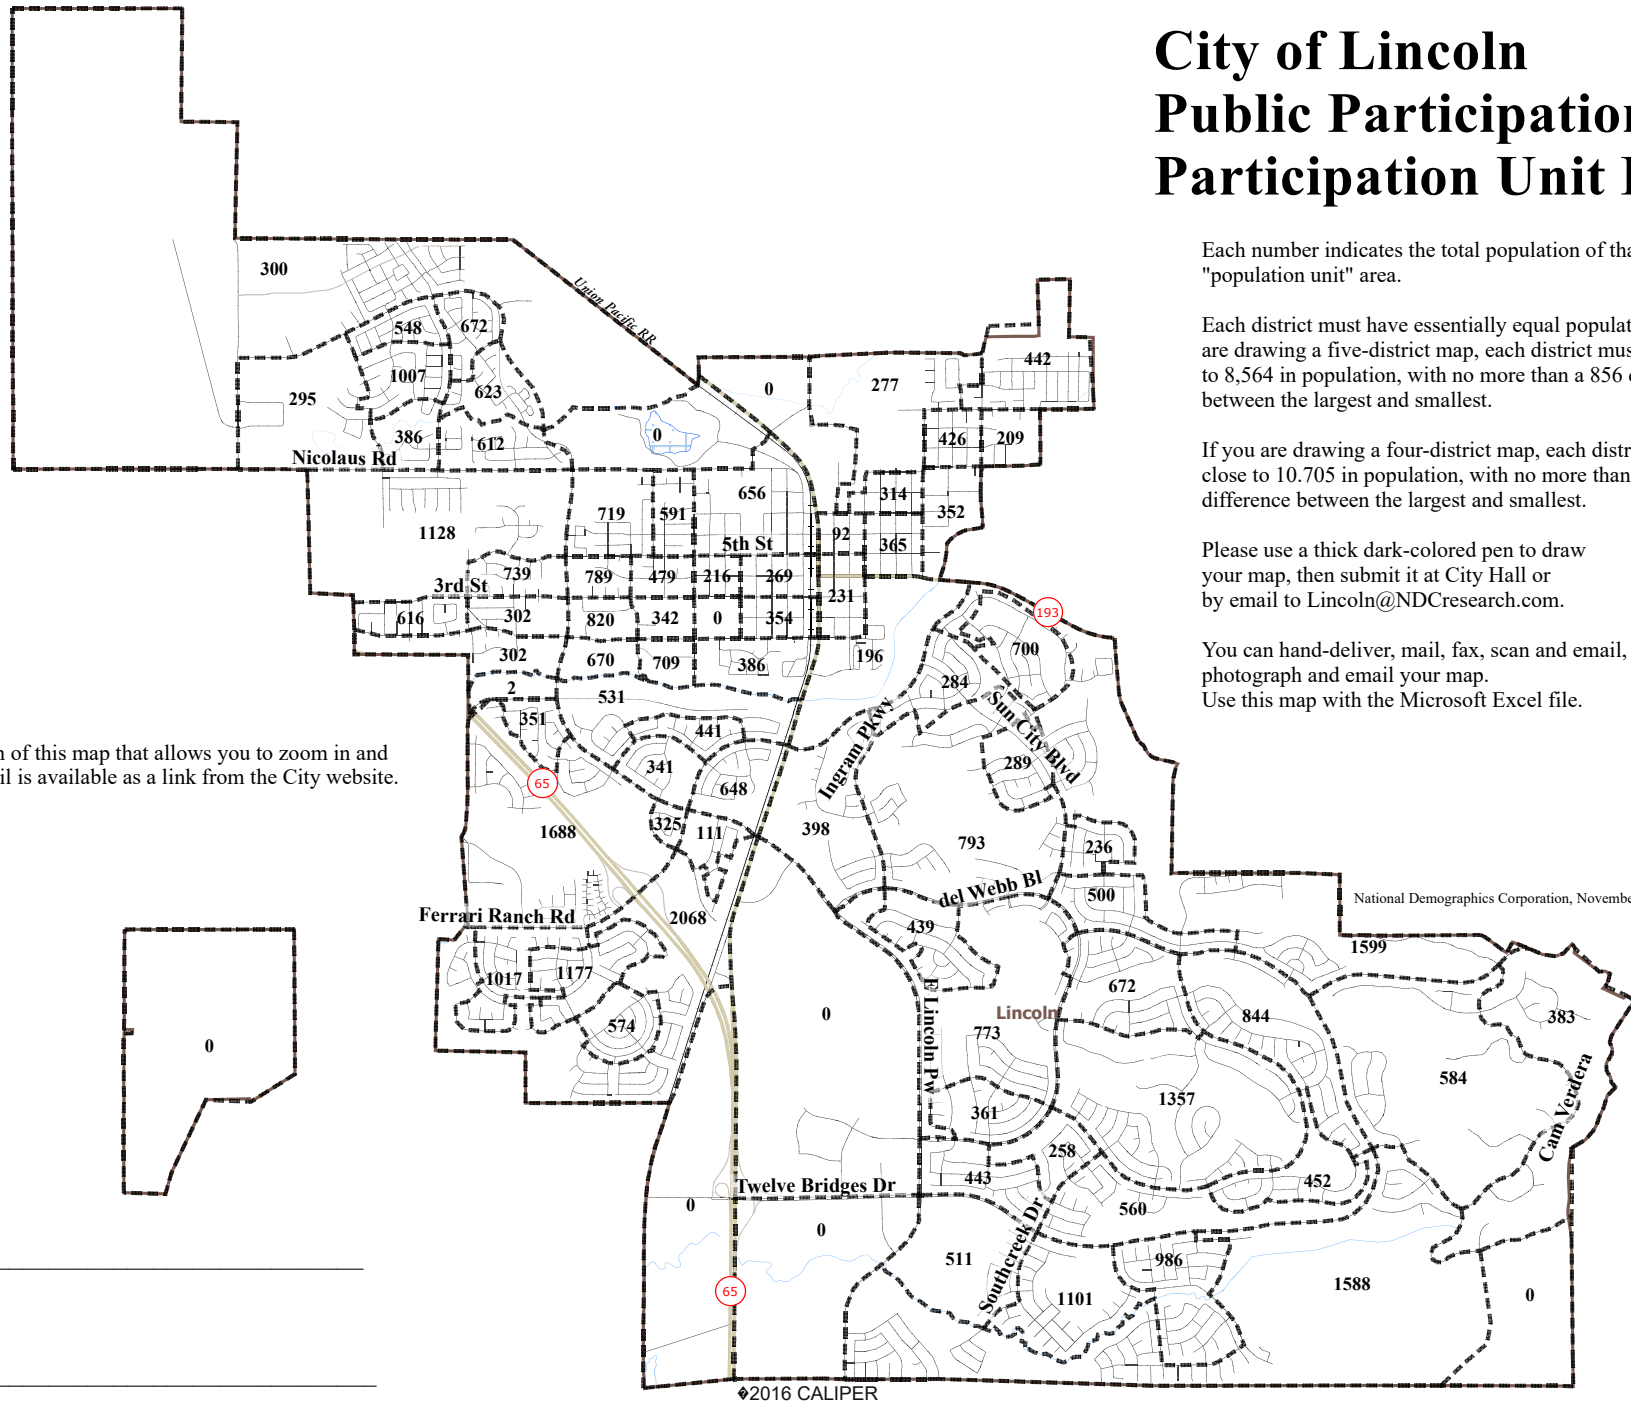 City of Lincoln
Public Participation
Participation Unit
Each number indicates the total population of tha
"population unit" area.
Each district must have essentially equal populat
are drawing a five-district map, each district mus
to 8,564 in population, with no more than a 856
between the largest and smallest.
If you are drawing a four-district map, each distr
close to 10.705 in population, with no more than
difference between the largest and smallest.
Please use a thick dark-colored pen to draw
your map, then submit it at City Hall or
by email to Lincoln@NDCresearch.com.
You can hand-deliver, mail, fax, scan and email,
photograph and email your map.
Use this map with the Microsoft Excel file.
National Demographics Corporation, Novembe
n of this map that allows you to zoom in and
il is available as a link from the City website.
300
Union Pacific RR
548
672
442
1007
0
277
295
623
386
612
0
426
209
Nicolaus Rd
656
314
719
591
352
1128
92
5th St
365
739
789
479
216
269
3rd St
231
193
616
302
820
342
0
354
302
670
709
386
196
700
2
531
284
351
441
Ingram Pkwy
Sun City Blvd
341
289
65
648
1688
325
111
398
793
236
del Webb Bl
500
Ferrari Ranch Rd
2068
439
1599
1017
1177
672
E Lincoln Pw
0
Lincoln
844
383
574
773
0
584
1357
361
Cam Verdera
258
443
452
Twelve Bridges Dr
0
560
0
Southcreek Dr
511
986
1588
65
1101
0
�2016 CALIPER